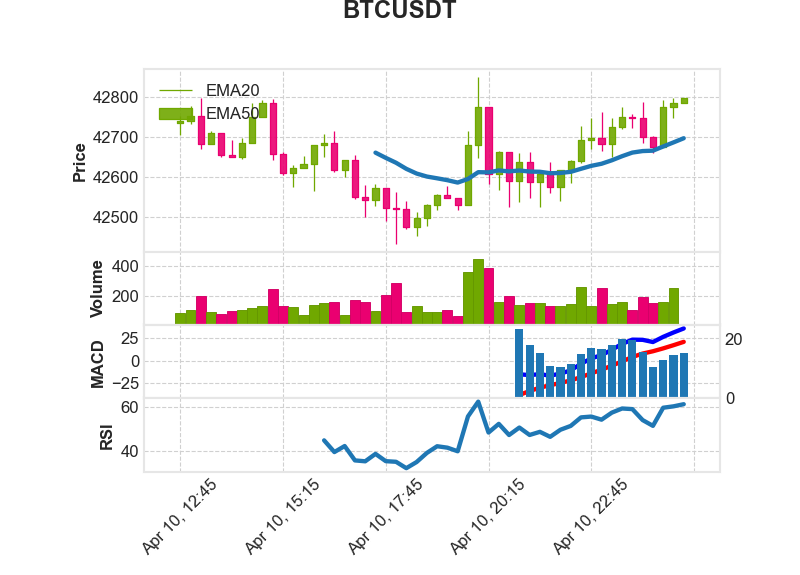 BTCUSDT
EMA20
EMA50
Price
42800
42700
42600
42500
Volume
400
200
MACD
25
0
−25
20
0
RSI
60
40
Apr 10, 12:45
Apr 10, 15:15
Apr 10, 17:45
Apr 10, 20:15
Apr 10, 22:45